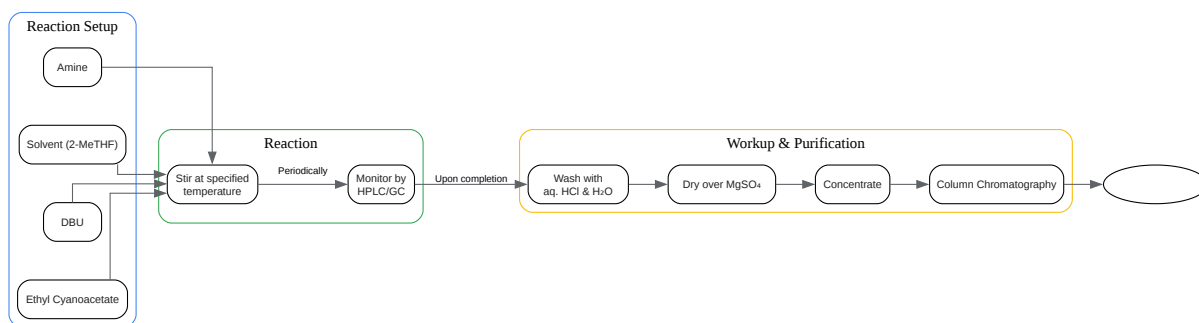 Reaction Setup
Amine
Solvent (2-MeTHF)
DBU
Ethyl Cyanoacetate
Reaction
Stir at specified
temperature
Periodically
Monitor by
HPLC/GC
Upon completion
Workup & Purification
Wash with
aq. HCl & H₂O
Dry over MgSO₄
Concentrate
Column Chromatography